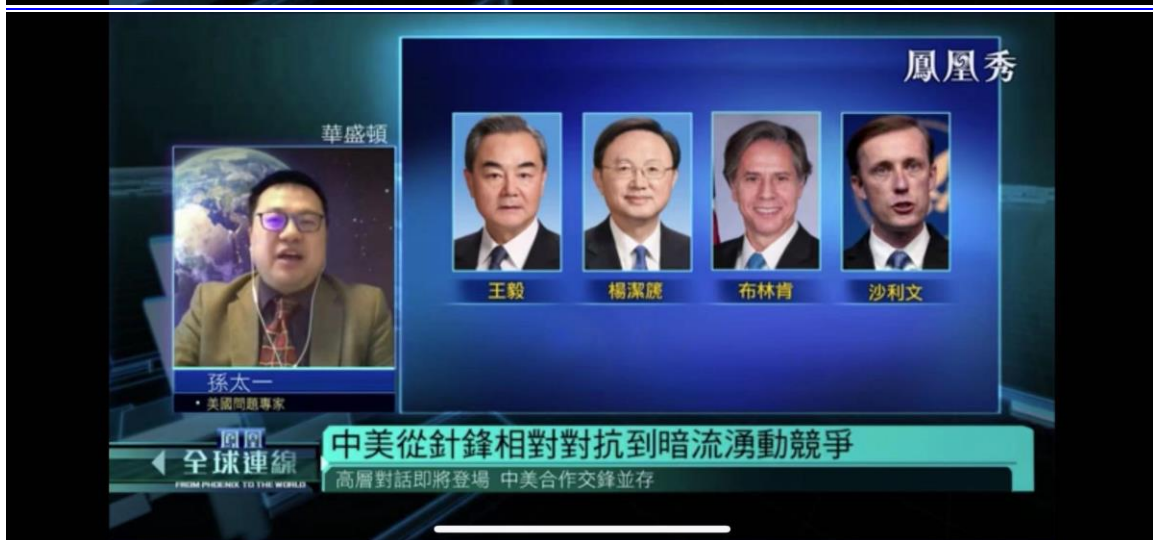 鳳凰秀
華盛頓
王毅
楊潔篪
布林肯
沙利文
孫太一
・美國問題專家
鳳凰
全球連線
FROM PHOENIX TO THE WORLD
中美從針鋒相對對抗到暗流湧動競爭
高層對話即將登場 中美合作交鋒並存